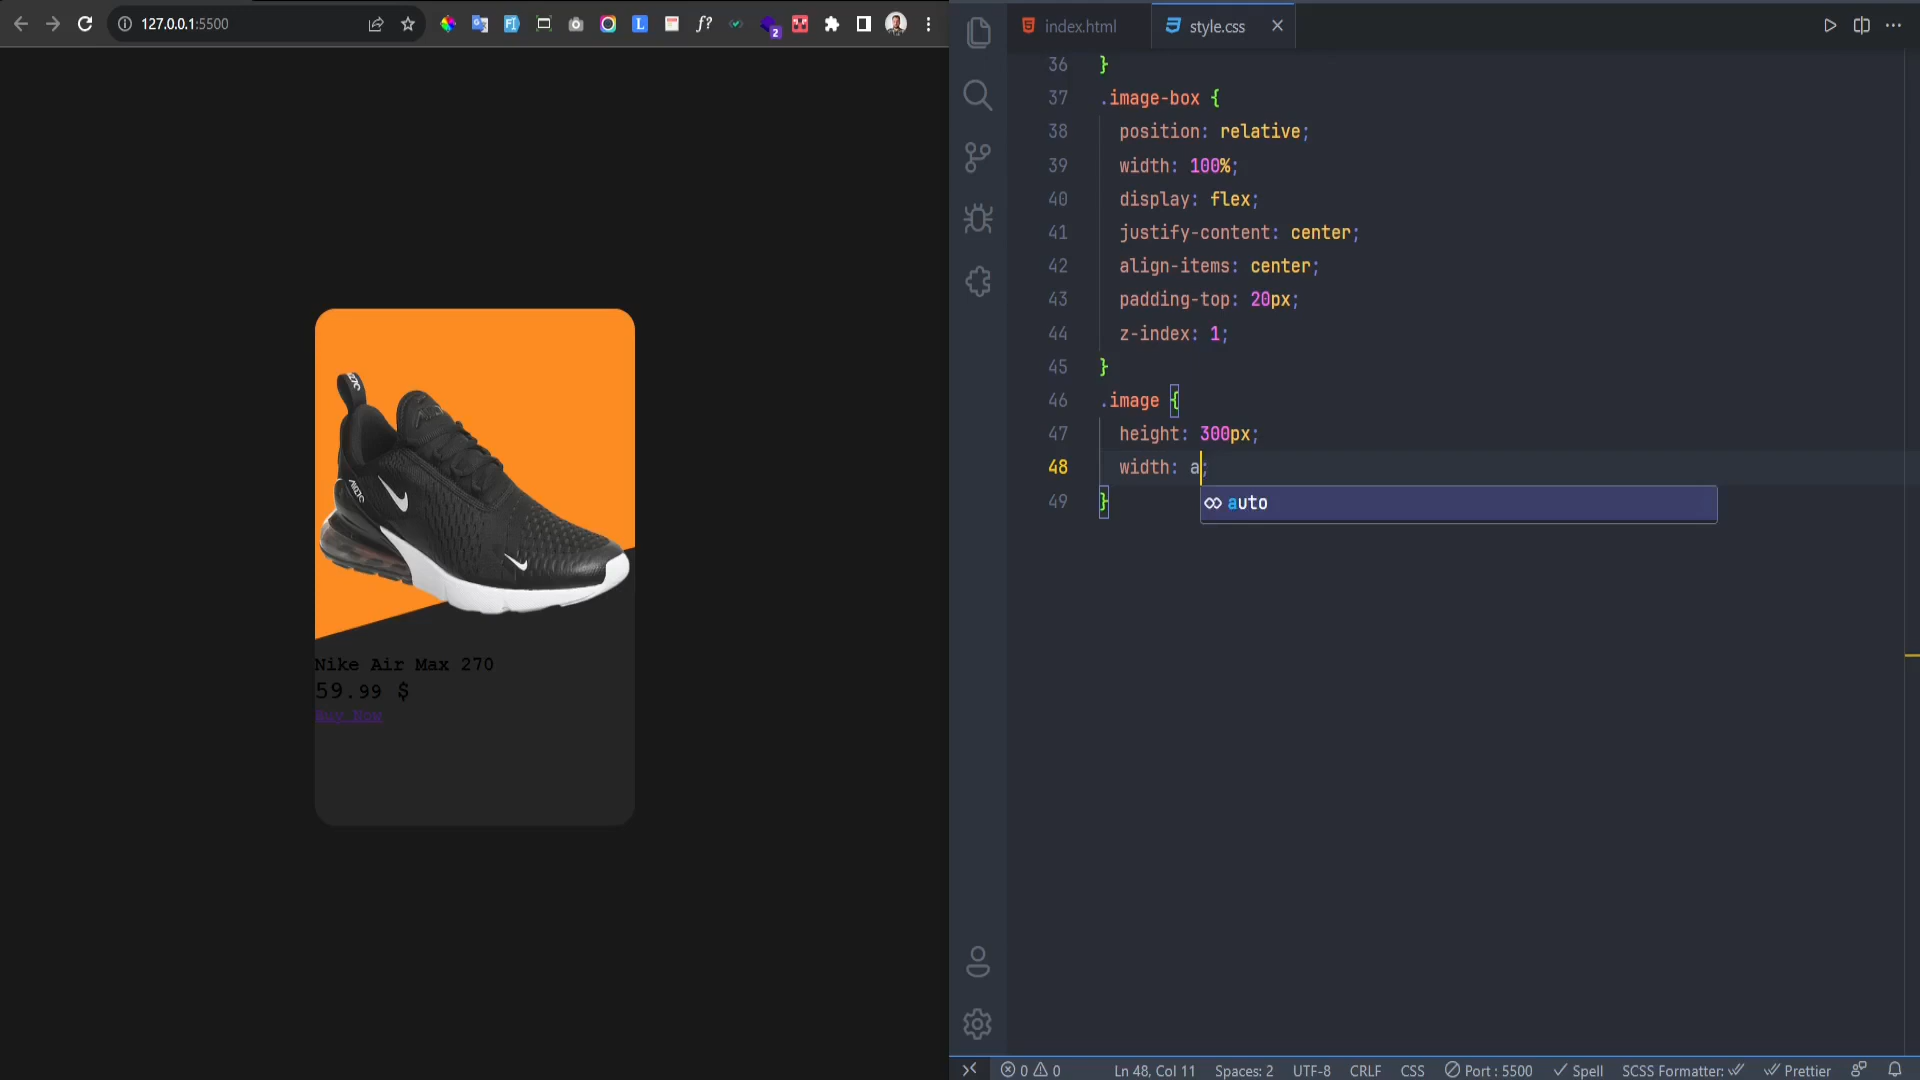 127.0.0.1:5500
2
Nike Air Max 270
59.99 $
Buy Now
index.html
style.css
36 }
37 .image-box {
38 position: relative;
39 width: 100%;
40 display: flex;
41 justify-content: center;
42 align-items: center;
43 padding-top: 20px;
44 z-index: 1;
45 }
46 .image {
47 height: 300px;
48 width: a;
49 }
auto
0 0
Ln 48, Col 11
Spaces: 2
UTF-8
CRLF
CSS
Port : 5500
Spell
SCSS Formatter:
Prettier